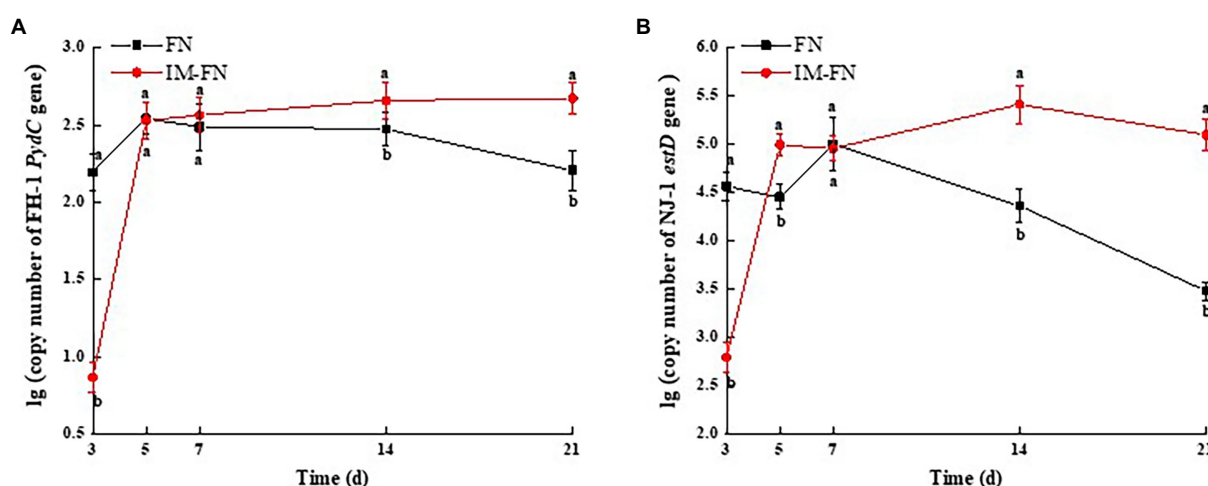 A
FN
IM-FN
lg (copy number of FH-1 PydC gene)
3.0
2.5
2.0
1.5
1.0
0.5
a
b
a
a
a
a
a
b
a
b
3
5
7
14
21
Time (d)
B
FN
IM-FN
lg (copy number of NJ-1 estD gene)
6.0
5.5
5.0
4.5
4.0
3.5
3.0
2.5
2.0
a
b
a
b
a
a
a
b
a
b
3
5
7
14
21
Time (d)